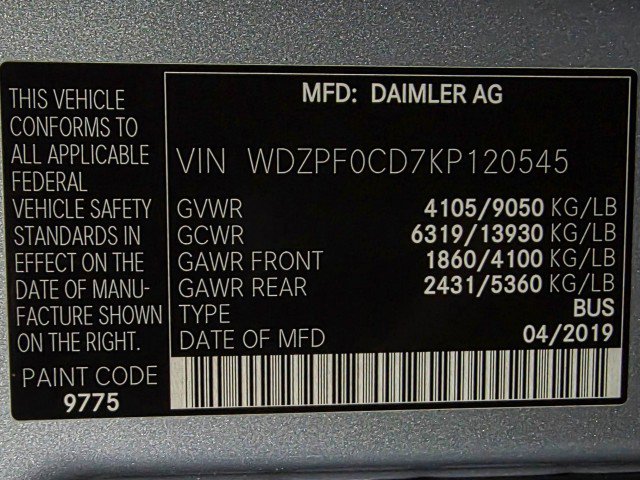 THIS VEHICLE
CONFORMS TO
ALL APPLICABLE
FEDERAL
VEHICLE SAFETY
STANDARDS IN
EFFECT ON THE
DATE OF MANU-
FACTURE SHOWN
ON THE RIGHT.
PAINT CODE
9775
MFD: DAIMLER AG
VIN WDZPF0CD7KP120545
GVWR 4105/9050 KG/LB
GCWR 6319/13930 KG/LB
GAWR FRONT 1860/4100 KG/LB
GAWR REAR 2431/5360 KG/LB
TYPE BUS
DATE OF MFD 04/2019